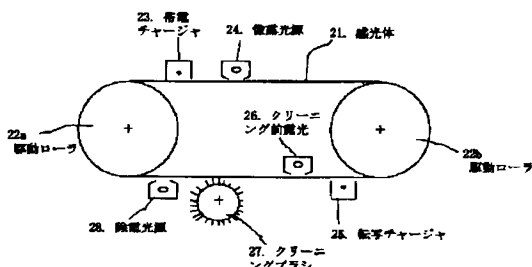 23. 帯電
チャージャ
24. 像露光源
21. 感光体
26. クリーニ
ング前露光
22a
駆動ローラ
22b
駆動ローラ
28. 除電光源
25. 転写チャージャ
27. クリーニ
ングブラシ